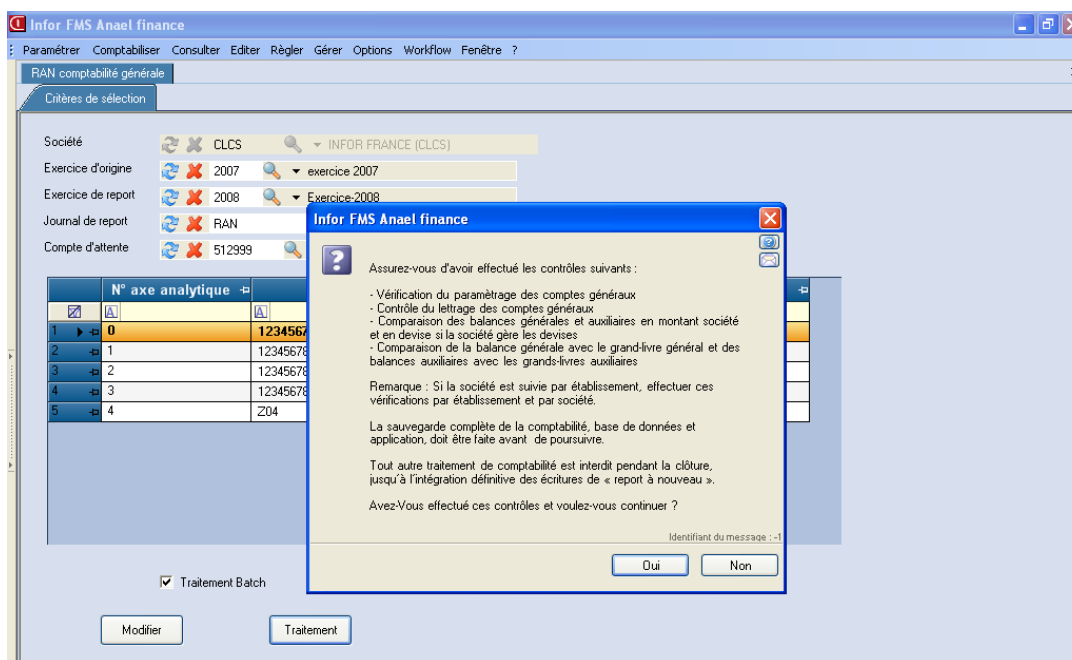 Infor FMS Anael finance
Paramétrer Comptabiliser Consulter Editer Règler Gérer Options Workflow Fenêtre ?
RAN comptabilité générale
Critères de sélection
Société CLCS INFOR FRANCE (CLCS)
Exercice d'origine 2007 exercice 2007
Exercice de report 2008 Exercice-2008
Journal de report RAN
Compte d'attente 512999
N° axe analytique
1 0 1234567
2 1 12345678
3 2 12345678
4 3 12345678
5 4 Z04
Infor FMS Anael finance
Assurez-vous d'avoir effectué les contrôles suivants :
- Vérification du paramètrage des comptes généraux
- Contrôle du lettrage des comptes généraux
- Comparaison des balances générales et auxiliaires en montant société
et en devise si la société gère les devises
- Comparaison de la balance générale avec le grand-livre général et des
balances auxiliaires avec les grands-livres auxiliaires
Remarque : Si la société est suivie par établissement, effectuer ces
vérifications par établissement et par société.
La sauvegarde complète de la comptabilité, base de données et
application, doit être faite avant de poursuivre.
Tout autre traitement de comptabilité est interdit pendant la clôture,
jusqu'à l'intégration définitive des écritures de « report à nouveau ».
Avez-Vous effectué ces contrôles et voulez-vous continuer ?
Identifiant du message : -1
Oui Non
Traitement Batch
Modifier Traitement